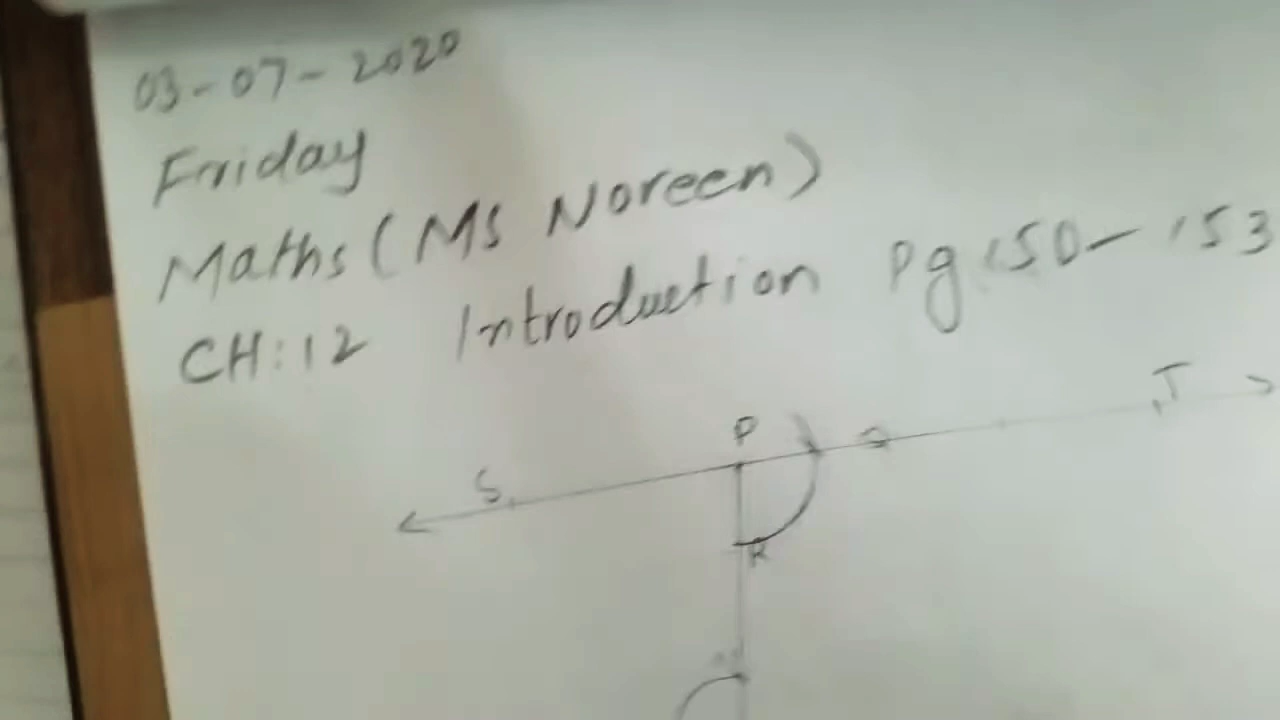 03-07-2020
Friday
Maths (Ms Noreen)
CH:12 Introduction Pg 150-153
T
P
S
R